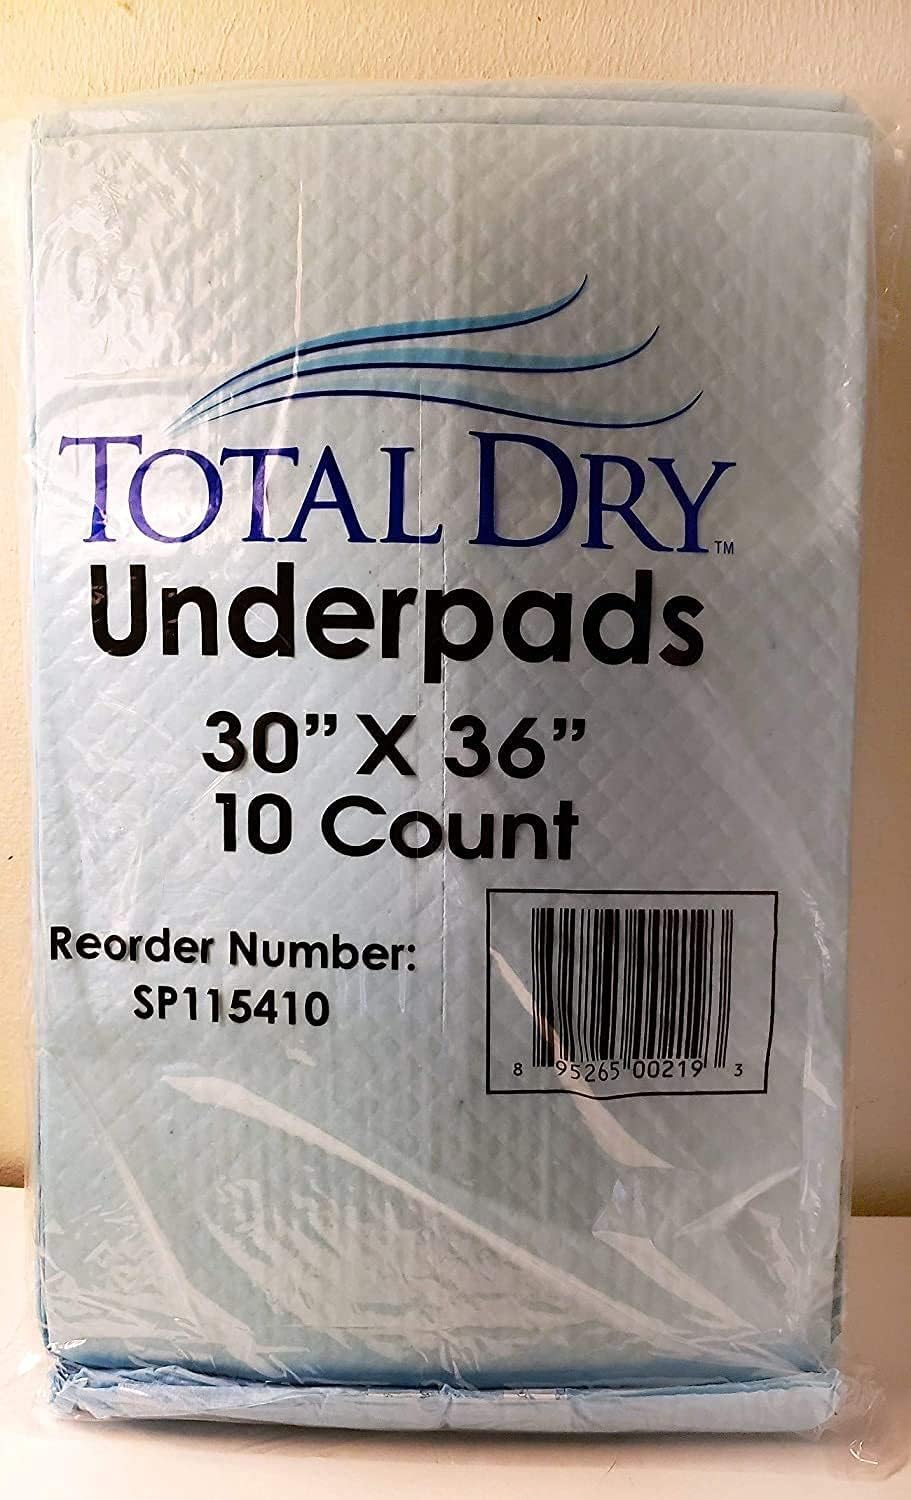 TOTAL DRY™
Underpads
30” X 36”
10 Count
Reorder Number:
SP115410
8 95265 00219 3